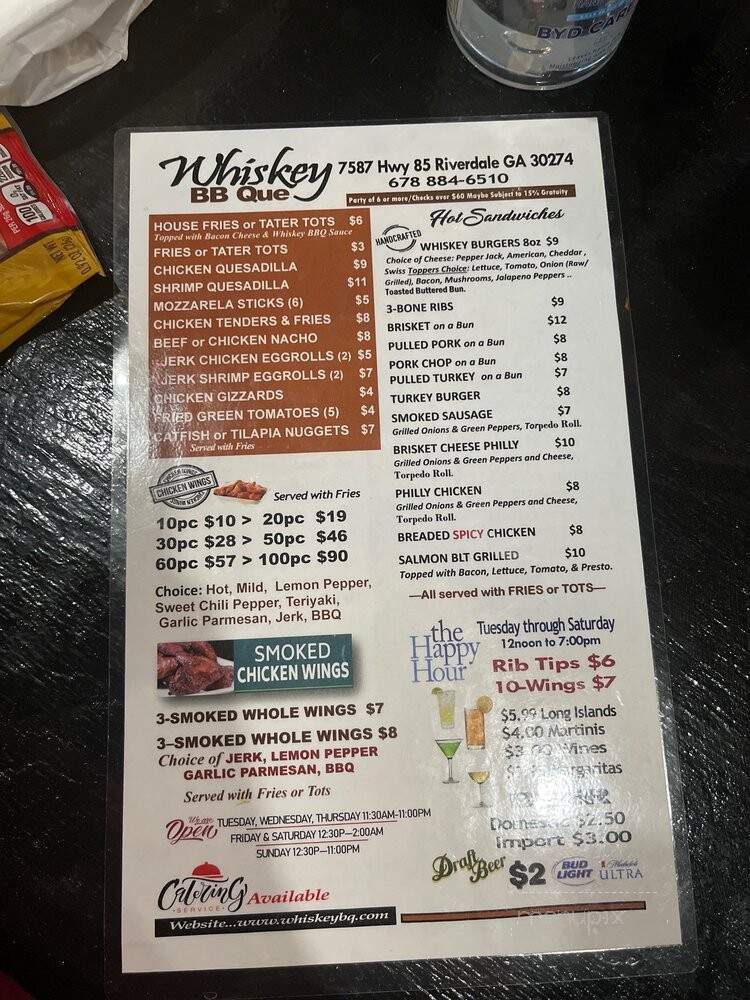 BYD CAR
NET WT
100
Whiskey
BB Que
7587 Hwy 85 Riverdale GA 30274
678 884-6510
Party of 6 or more/Checks over $60 Maybe Subject to 15% Gratuity
HOUSE FRIES or TATER TOTS $6
Topped with Bacon Cheese & Whiskey BBQ Sauce
FRIES or TATER TOTS $3
CHICKEN QUESADILLA $9
SHRIMP QUESADILLA $11
MOZZARELA STICKS (6) $5
CHICKEN TENDERS & FRIES $8
BEEF or CHICKEN NACHO $8
JERK CHICKEN EGGROLLS (2) $5
JERK SHRIMP EGGROLLS (2) $7
CHICKEN GIZZARDS $4
FRIED GREEN TOMATOES (5) $4
CATFISH or TILAPIA NUGGETS $7
Served with Fries
CHICKEN WINGS
Served with Fries
10pc $10 > 20pc $19
30pc $28 > 50pc $46
60pc $57 > 100pc $90
Choice: Hot, Mild, Lemon Pepper,
Sweet Chili Pepper, Teriyaki,
Garlic Parmesan, Jerk, BBQ
SMOKED
CHICKEN WINGS
3-SMOKED WHOLE WINGS $7
3–SMOKED WHOLE WINGS $8
Choice of JERK, LEMON PEPPER
GARLIC PARMESAN, BBQ
Served with Fries or Tots
We are
Open
TUESDAY, WEDNESDAY, THURSDAY 11:30AM-11:00PM
FRIDAY & SATURDAY 12:30P—2:00AM
SUNDAY 12:30P—11:00PM
Catering Available
SERVICE
Website...www.whiskeybq.com
Hot Sandwiches
HANDCRAFTED
WHISKEY BURGERS 8oz $9
Choice of Cheese: Pepper Jack, American, Cheddar,
Swiss Toppers Choice: Lettuce, Tomato, Onion (Raw/
Grilled), Bacon, Mushrooms, Jalapeno Peppers ..
Toasted Buttered Bun.
3-BONE RIBS $9
BRISKET on a Bun $12
PULLED PORK on a Bun $8
PORK CHOP on a Bun $8
PULLED TURKEY on a Bun $7
TURKEY BURGER $8
SMOKED SAUSAGE $7
Grilled Onions & Green Peppers, Torpedo Roll.
BRISKET CHEESE PHILLY $10
Grilled Onions & Green Peppers and Cheese,
Torpedo Roll.
PHILLY CHICKEN $8
Grilled Onions & Green Peppers and Cheese,
Torpedo Roll.
BREADED SPICY CHICKEN $8
SALMON BLT GRILLED $10
Topped with Bacon, Lettuce, Tomato, & Presto.
—All served with FRIES or TOTS—
the
Happy
Hour
Tuesday through Saturday
12noon to 7:00pm
Rib Tips $6
10-Wings $7
$5.99 Long Islands
$4.00 Martinis
Wines
Margaritas
Domestic $2.50
Import $3.00
Draft Beer $2
BUD LIGHT
Michelob ULTRA
menupix